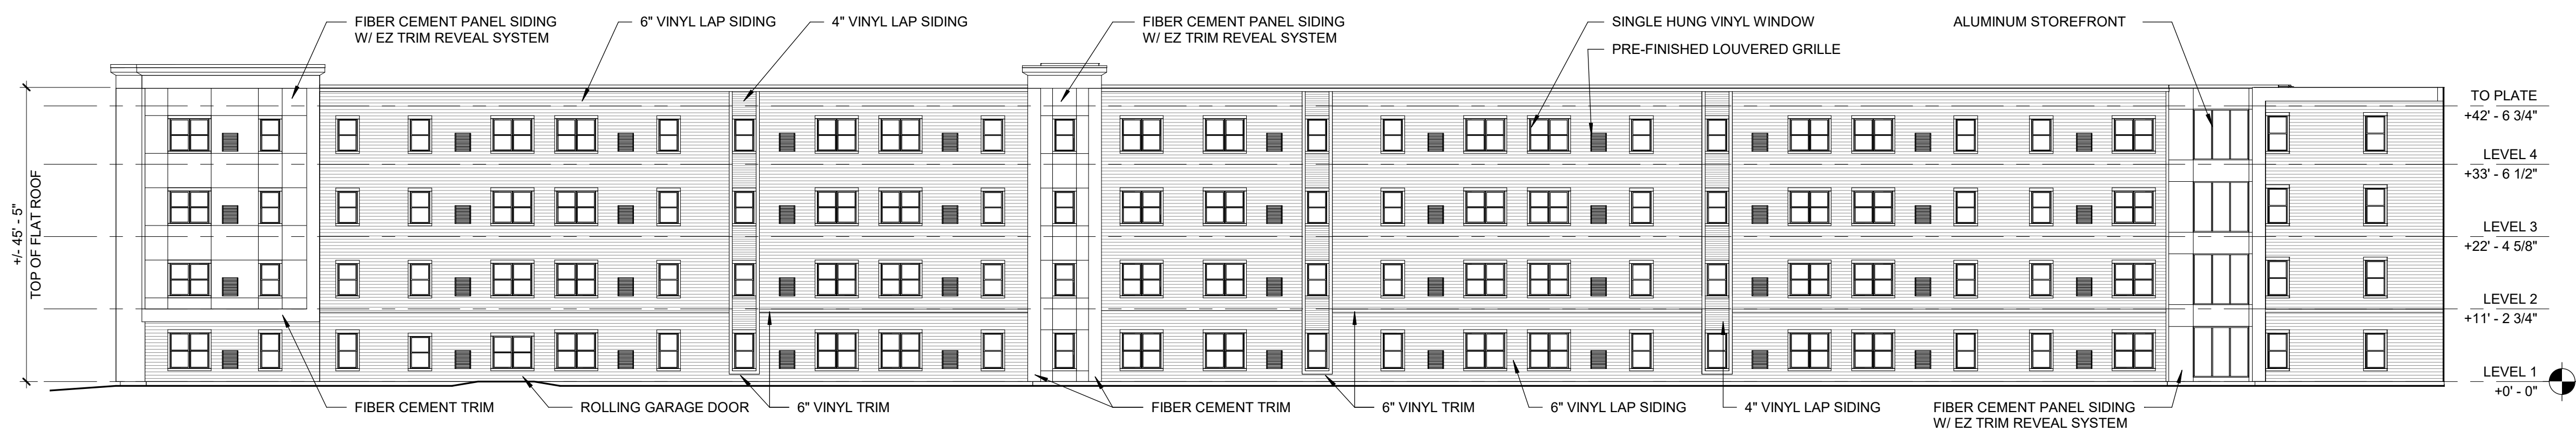 FIBER CEMENT PANEL SIDING
W/ EZ TRIM REVEAL SYSTEM
6" VINYL LAP SIDING
4" VINYL LAP SIDING
FIBER CEMENT PANEL SIDING
W/ EZ TRIM REVEAL SYSTEM
SINGLE HUNG VINYL WINDOW
PRE-FINISHED LOUVERED GRILLE
ALUMINUM STOREFRONT
+/- 45' - 5"
TOP OF FLAT ROOF
TO PLATE
+42' - 6 3/4"
LEVEL 4
+33' - 6 1/2"
LEVEL 3
+22' - 4 5/8"
LEVEL 2
+11' - 2 3/4"
LEVEL 1
+0' - 0"
FIBER CEMENT TRIM
ROLLING GARAGE DOOR
6" VINYL TRIM
FIBER CEMENT TRIM
6" VINYL TRIM
6" VINYL LAP SIDING
4" VINYL LAP SIDING
FIBER CEMENT PANEL SIDING
W/ EZ TRIM REVEAL SYSTEM